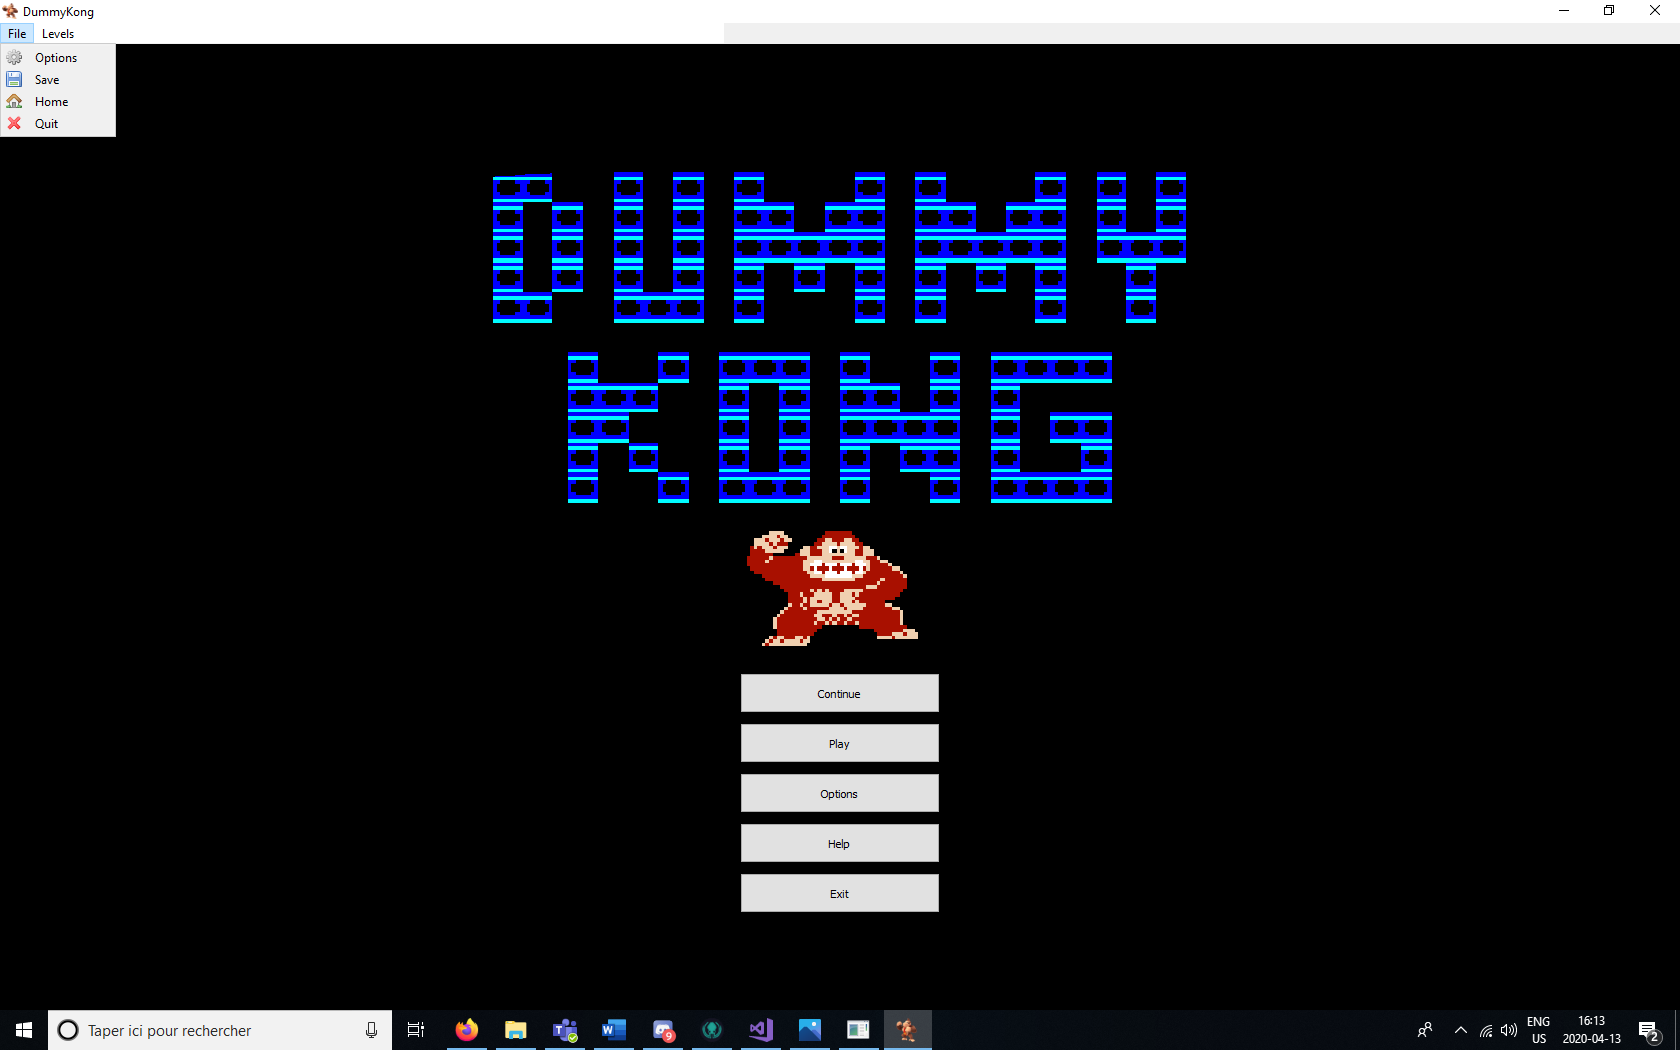 DummyKong
File Levels
Options
Save
Home
Quit
DUMMY
KONG
Continue
Play
Options
Help
Exit
Taper ici pour rechercher
9
ENG
US
16:13
2020-04-13
2